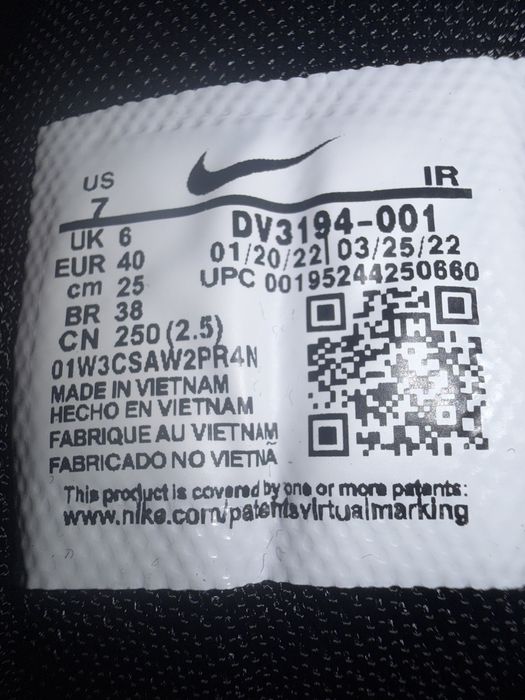 US
7
IR
UK 6
EUR 40
cm 25
BR 38
CN 250 (2.5)
DV3194-001
01/20/22| 03/25/22
UPC 00195244250660
01W3CSAW2PR4N
MADE IN VIETNAM
HECHO EN VIETNAM
FABRIQUE AU VIETNAM
FABRICADO NO VIETNÃ
This product is covered by one or more patents:
www.nike.com/patentsvirtualmarking